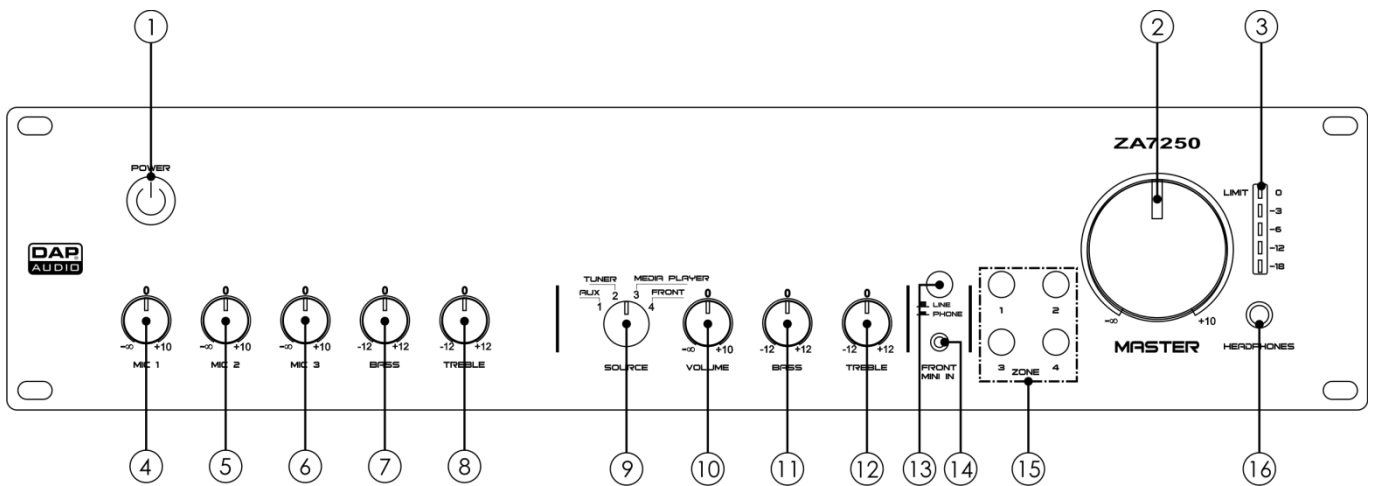 1
2
3
POWER
ZA7250
LIMIT 0
-3
-6
-12
-18
DAP®
AUDIO
TUNER
MEDIA PLAYER
AUX
FRONT
1 2 3 4
0
-∞ +10
MIC 1
0
-∞ +10
MIC 2
0
-∞ +10
MIC 3
0
-12 +12
BASS
0
-12 +12
TREBLE
SOURCE
0
-∞ +10
VOLUME
0
-12 +12
BASS
0
-12 +12
TREBLE
LINE
PHONE
FRONT
MINI IN
1 2
3 4
ZONE
-∞ +10
MASTER
HEADPHONES
4
5
6
7
8
9
10
11
12
13
14
15
16